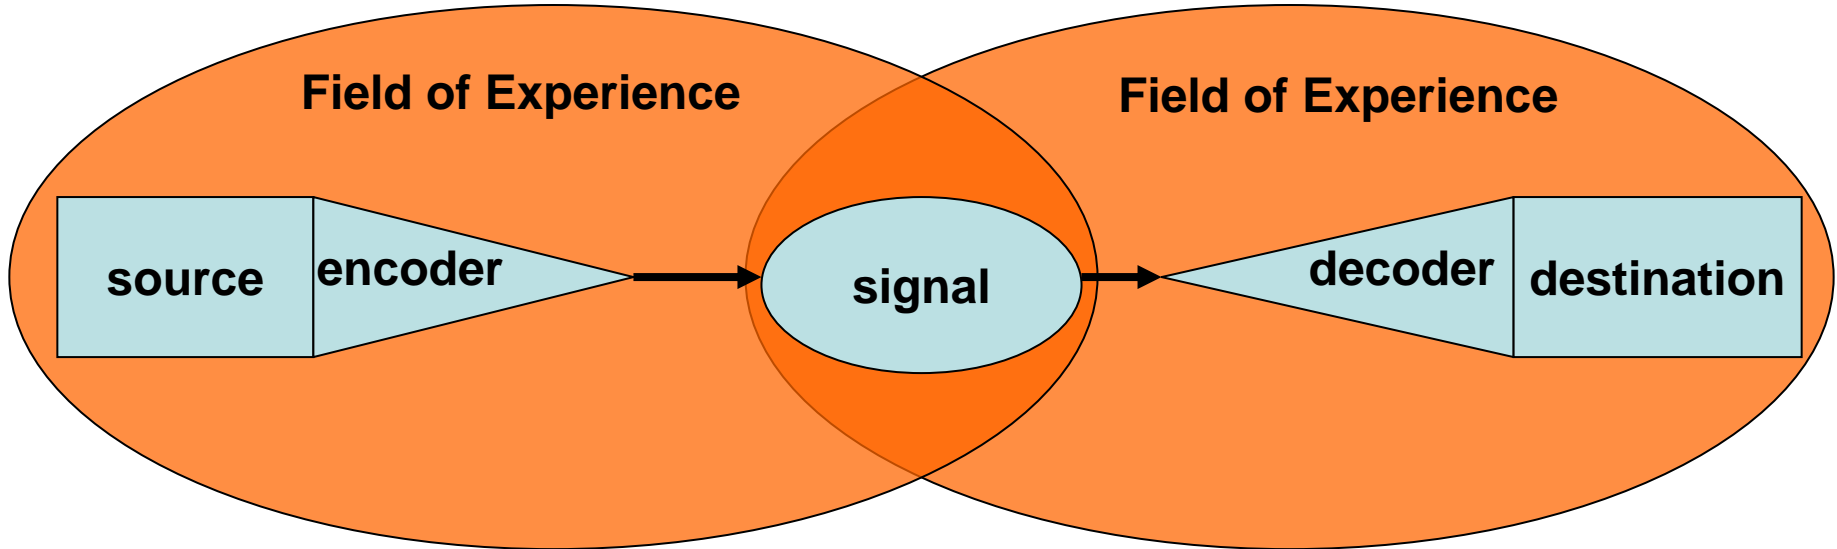 Field of Experience
Field of Experience
source
encoder
signal
decoder
destination